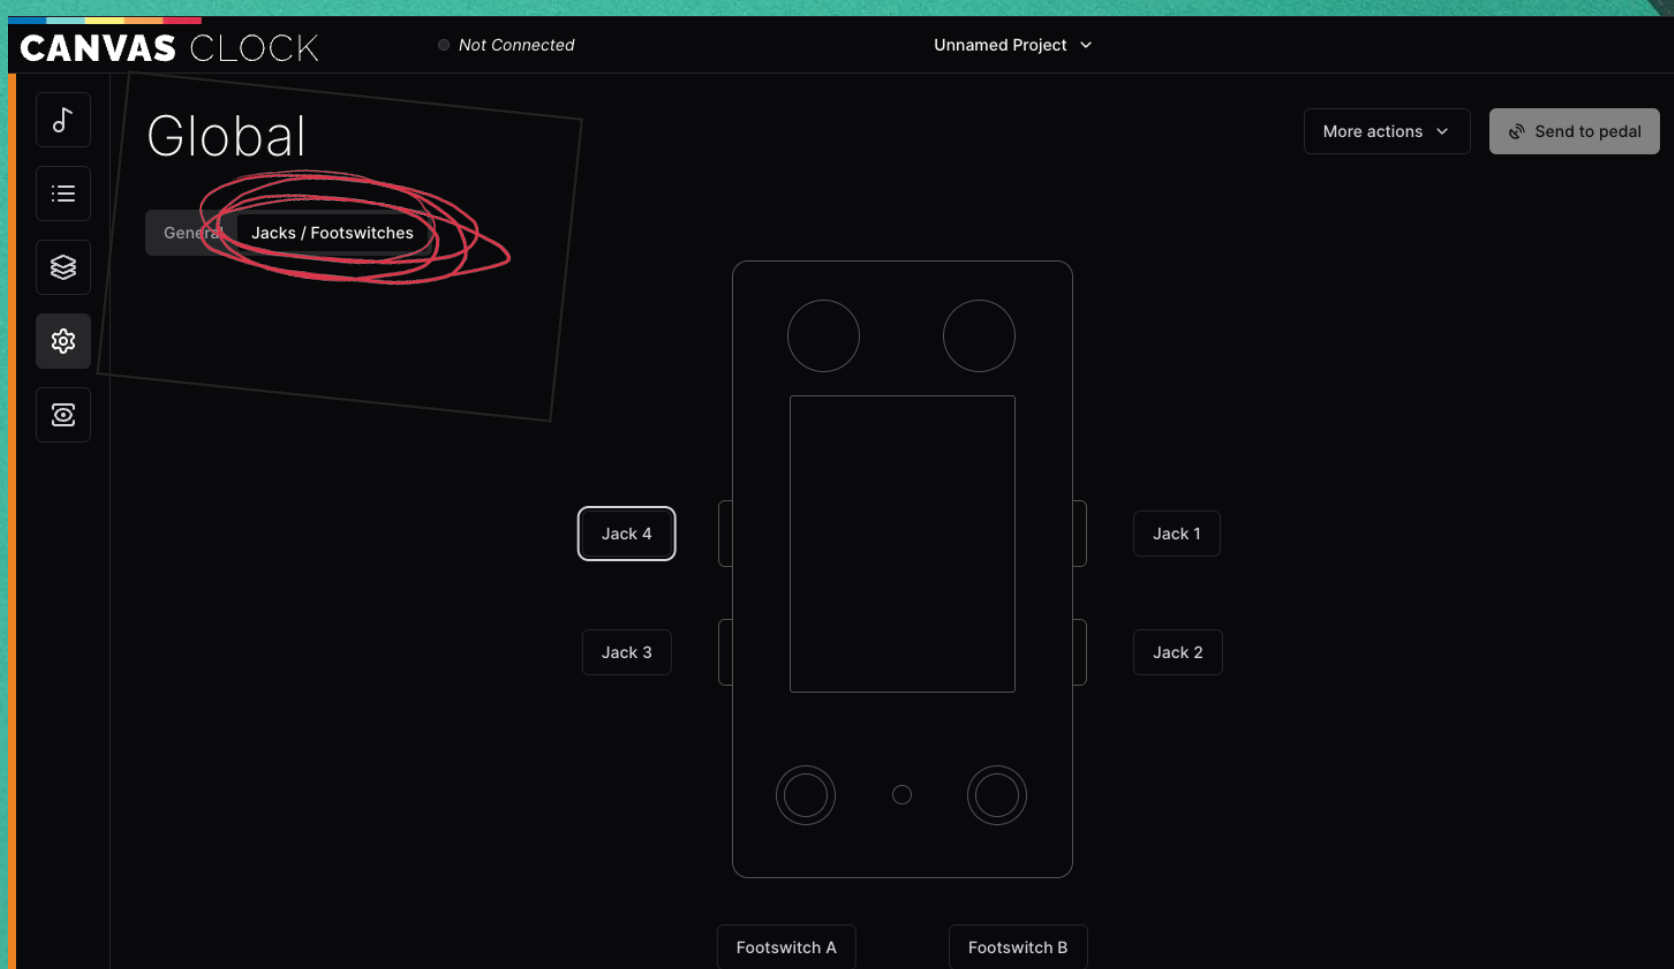 CANVAS CLOCK
Not Connected
Unnamed Project
Global
More actions
Send to pedal
General
Jacks / Footswitches
Jack 4
Jack 1
Jack 3
Jack 2
Footswitch A
Footswitch B